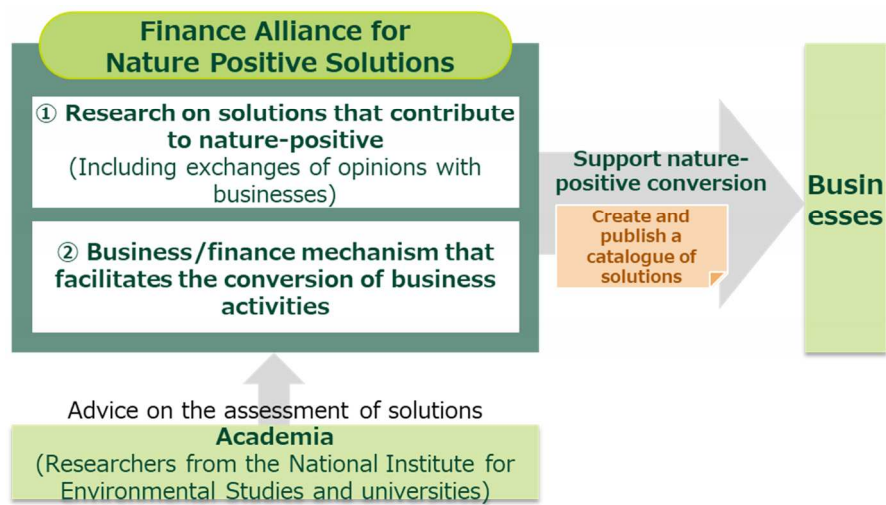 Finance Alliance for
Nature Positive Solutions
① Research on solutions that contribute
to nature-positive
(Including exchanges of opinions with
businesses)
② Business/finance mechanism that
facilitates the conversion of business
activities
Support nature-
positive conversion
Create and
publish a
catalogue of
solutions
Busin
esses
Advice on the assessment of solutions
Academia
(Researchers from the National Institute for
Environmental Studies and universities)